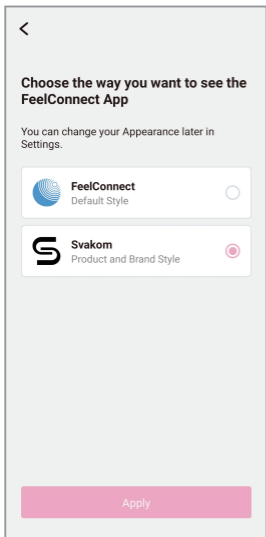 Choose the way you want to see the
FeelConnect App
You can change your Appearance later in
Settings.
FeelConnect
Default Style
Svakom
Product and Brand Style
Apply